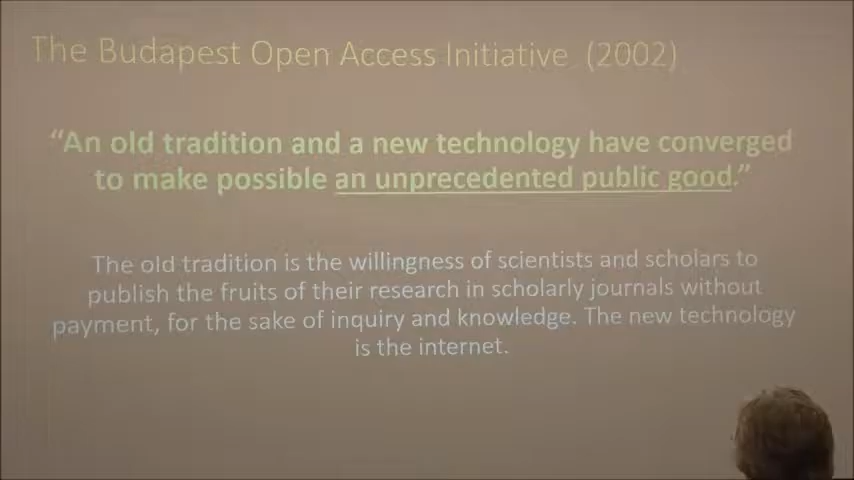 The Budapest Open Access Initiative (2002)
“An old tradition and a new technology have converged
to make possible an unprecedented public good.”
The old tradition is the willingness of scientists and scholars to
publish the fruits of their research in scholarly journals without
payment, for the sake of inquiry and knowledge. The new technology
is the internet.